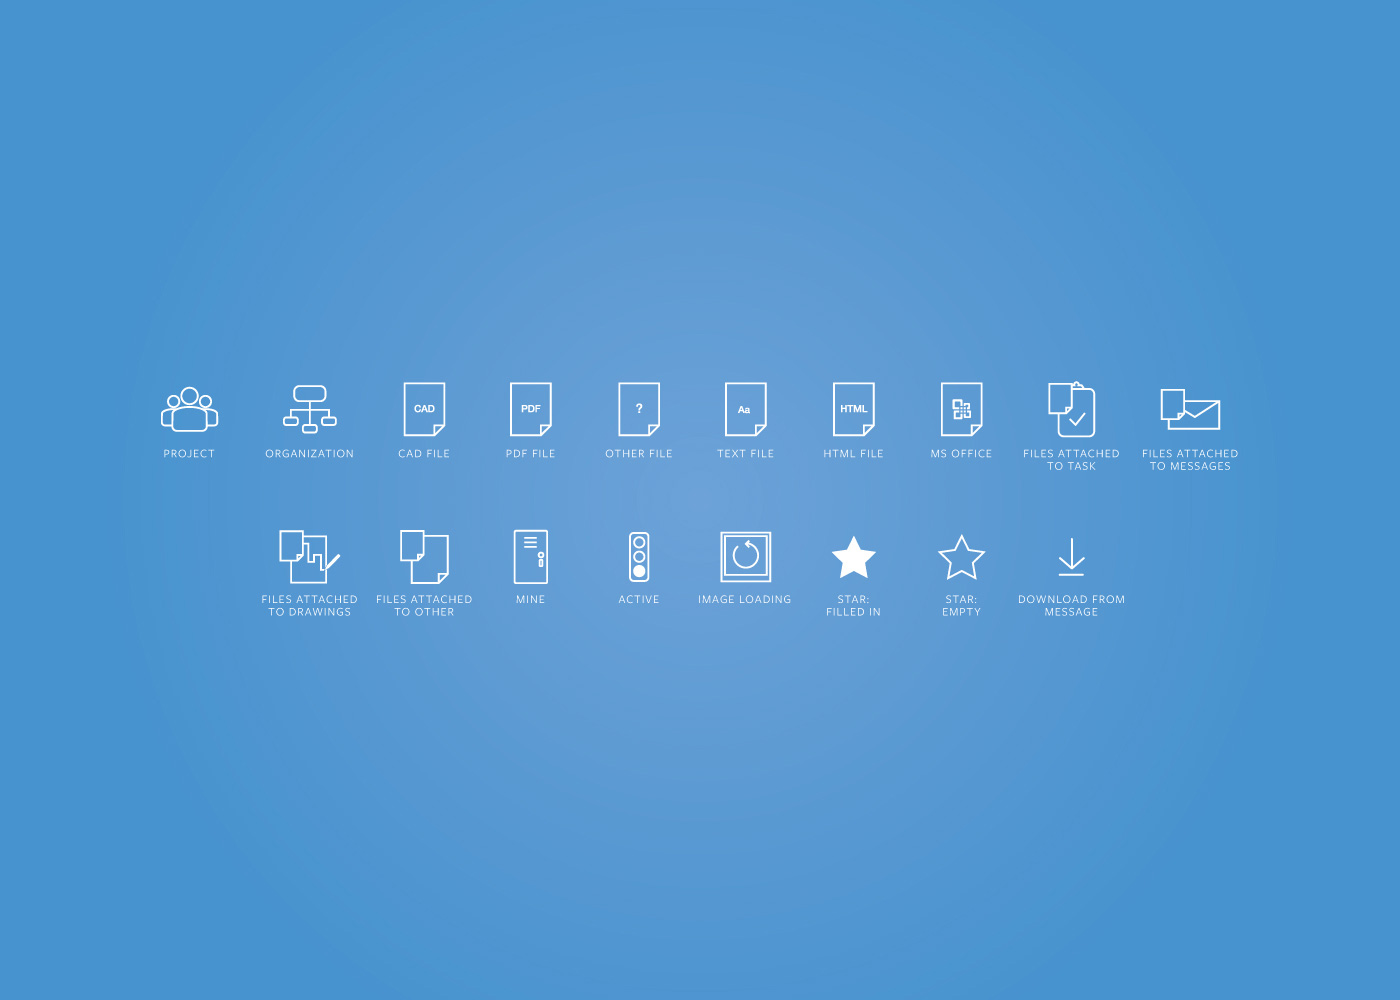 CAD
PDF
?
Aa
HTML
PROJECT
ORGANIZATION
CAD FILE
PDF FILE
OTHER FILE
TEXT FILE
HTML FILE
MS OFFICE
FILES ATTACHED
TO TASK
FILES ATTACHED
TO MESSAGES
FILES ATTACHED
TO DRAWINGS
FILES ATTACHED
TO OTHER
MINE
ACTIVE
IMAGE LOADING
STAR:
FILLED IN
STAR:
EMPTY
DOWNLOAD FROM
MESSAGE